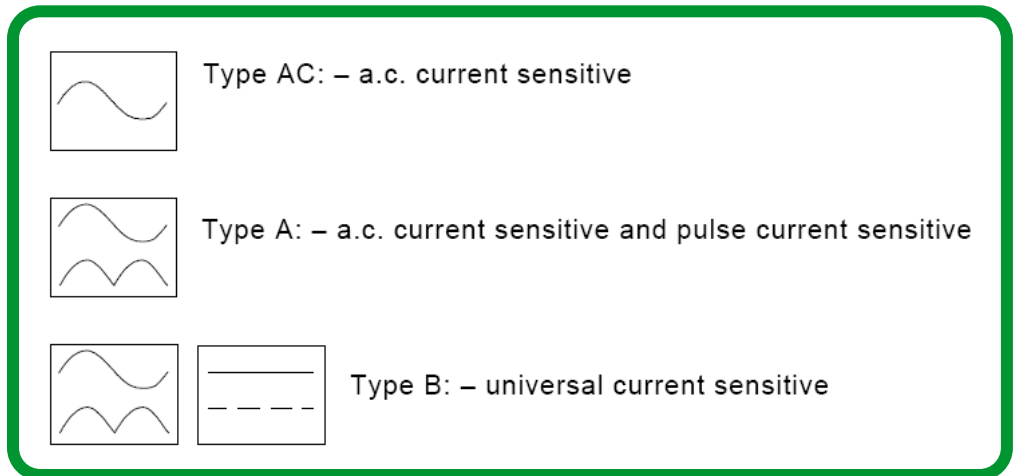 Type AC: – a.c. current sensitive
Type A: – a.c. current sensitive and pulse current sensitive
Type B: – universal current sensitive